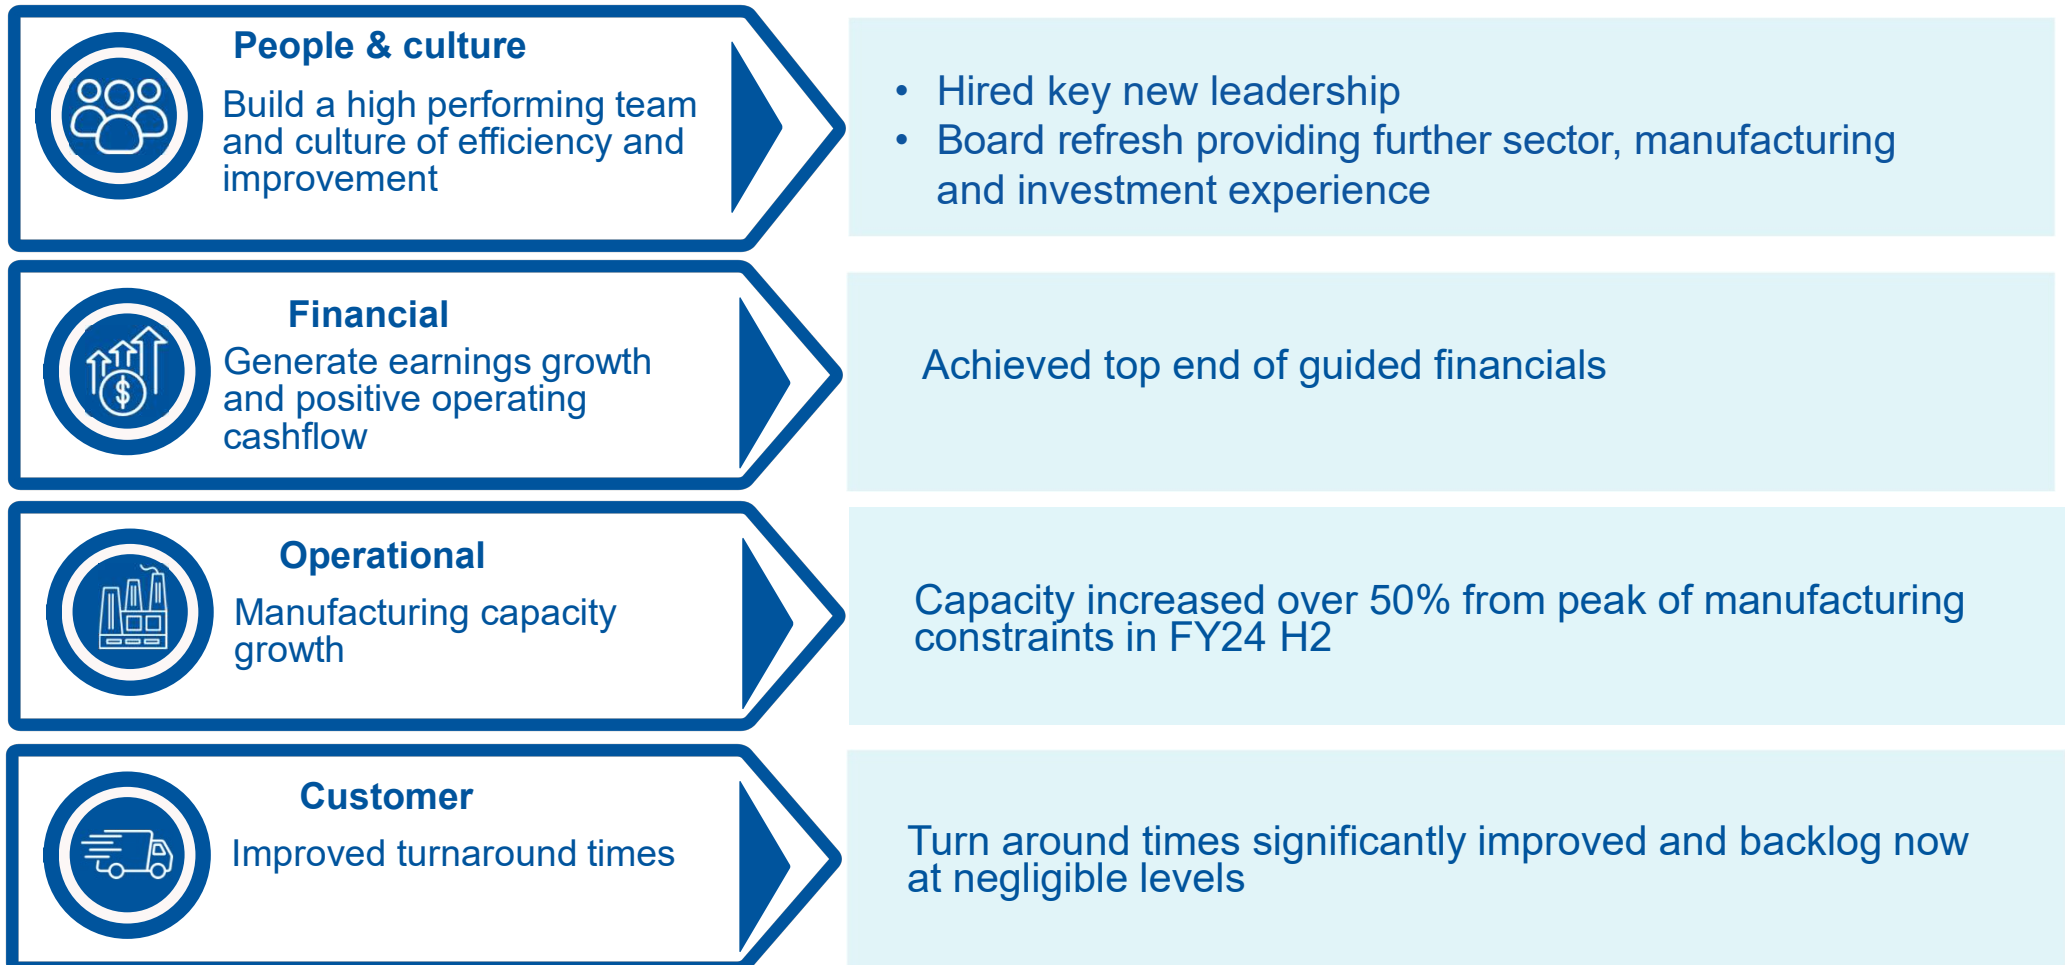 People & culture
Build a high performing team
and culture of efficiency and
improvement
• Hired key new leadership
• Board refresh providing further sector, manufacturing
and investment experience
Financial
Generate earnings growth
and positive operating
cashflow
$
Achieved top end of guided financials
Operational
Manufacturing capacity
growth
Capacity increased over 50% from peak of manufacturing
constraints in FY24 H2
Customer
Improved turnaround times
Turn around times significantly improved and backlog now
at negligible levels